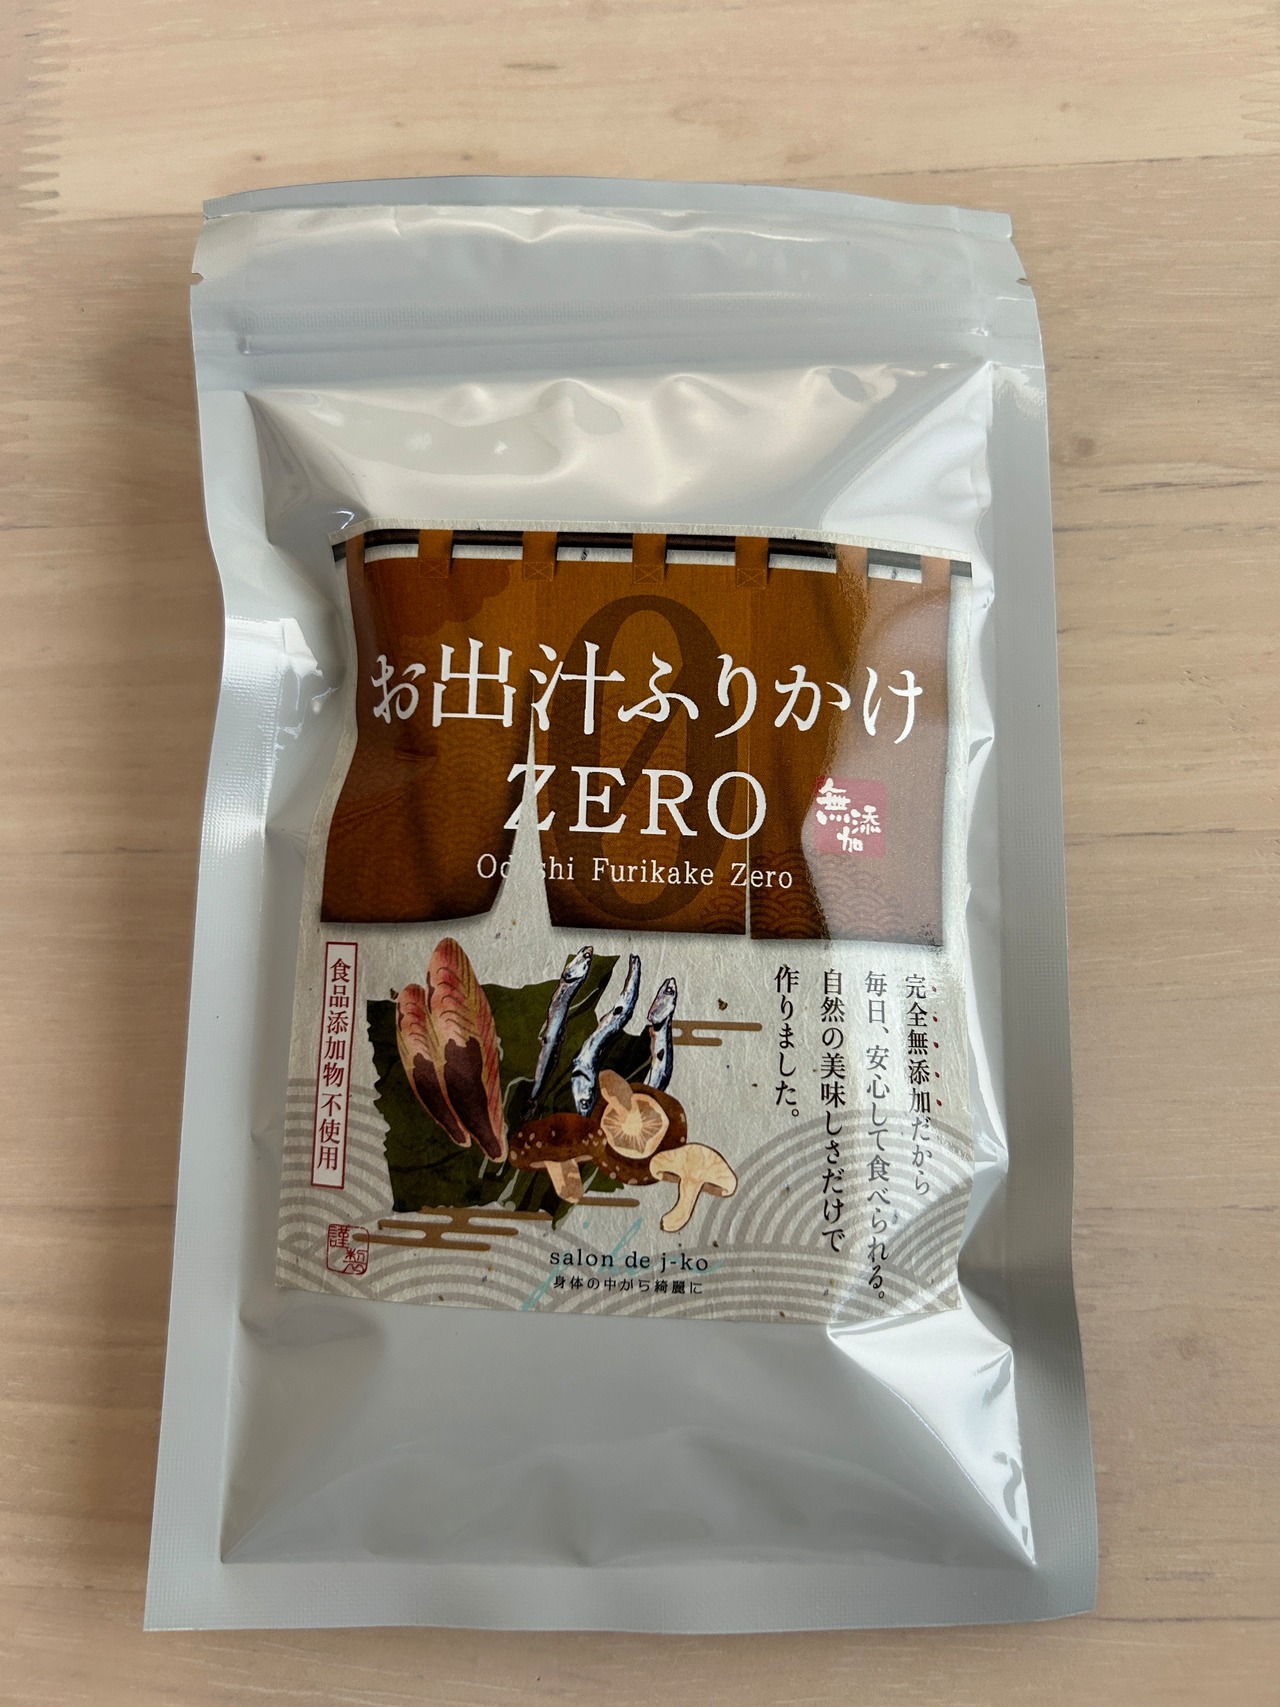 お出汁ふりかけ
ZERO
Odashi Furikake Zero
無添加
完全無添加だから
毎日、安心して食べられる。
自然の美味しさだけで
作りました。
食品添加物不使用
謹製
salon de j-ko
身体の中から綺麗に